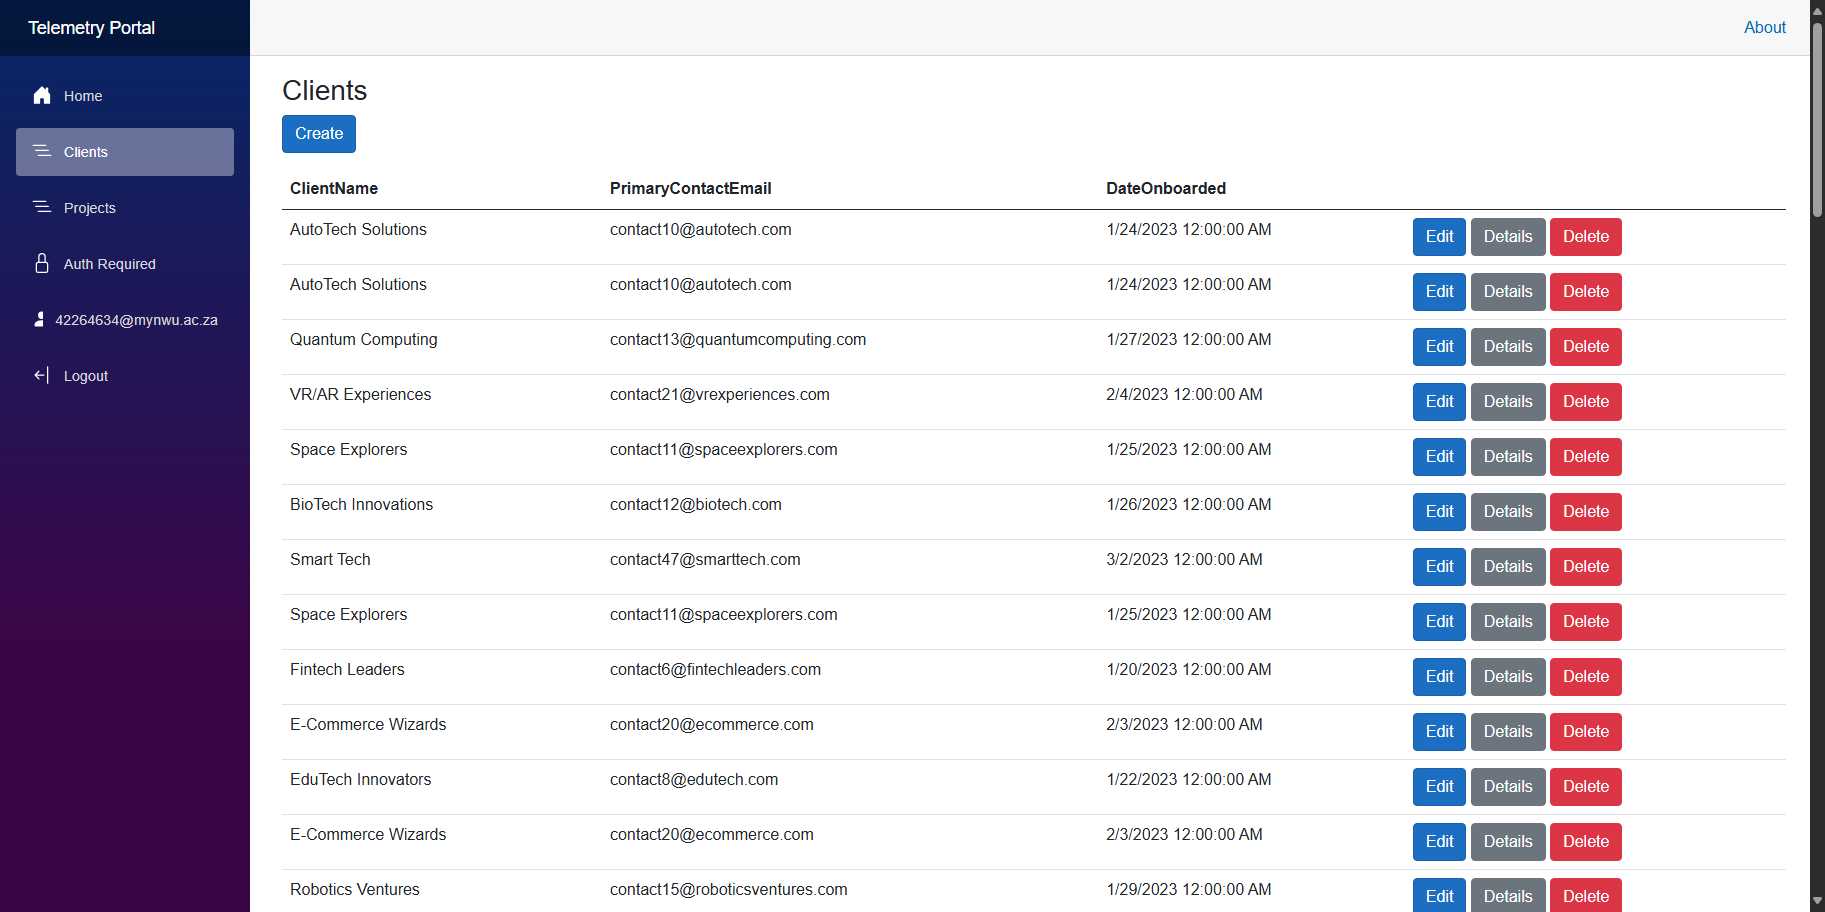 Telemetry Portal
About
Home
Clients
Projects
Auth Required
42264634@mynwu.ac.za
Logout
Clients
Create
ClientName PrimaryContactEmail DateOnboarded
AutoTech Solutions contact10@autotech.com 1/24/2023 12:00:00 AM Edit Details Delete
AutoTech Solutions contact10@autotech.com 1/24/2023 12:00:00 AM Edit Details Delete
Quantum Computing contact13@quantumcomputing.com 1/27/2023 12:00:00 AM Edit Details Delete
VR/AR Experiences contact21@vrexperiences.com 2/4/2023 12:00:00 AM Edit Details Delete
Space Explorers contact11@spaceexplorers.com 1/25/2023 12:00:00 AM Edit Details Delete
BioTech Innovations contact12@biotech.com 1/26/2023 12:00:00 AM Edit Details Delete
Smart Tech contact47@smarttech.com 3/2/2023 12:00:00 AM Edit Details Delete
Space Explorers contact11@spaceexplorers.com 1/25/2023 12:00:00 AM Edit Details Delete
Fintech Leaders contact6@fintechleaders.com 1/20/2023 12:00:00 AM Edit Details Delete
E-Commerce Wizards contact20@ecommerce.com 2/3/2023 12:00:00 AM Edit Details Delete
EduTech Innovators contact8@edutech.com 1/22/2023 12:00:00 AM Edit Details Delete
E-Commerce Wizards contact20@ecommerce.com 2/3/2023 12:00:00 AM Edit Details Delete
Robotics Ventures contact15@roboticsventures.com 1/29/2023 12:00:00 AM Edit Details Delete